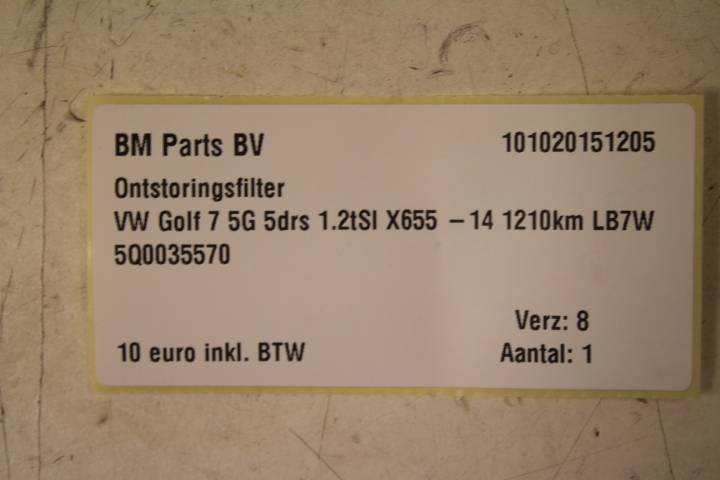 BM Parts BV 101020151205
Ontstoringsfilter
VW Golf 7 5G 5drs 1.2tSI X655 -14 1210km LB7W
5Q0035570
Verz: 8
10 euro inkl. BTW Aantal: 1